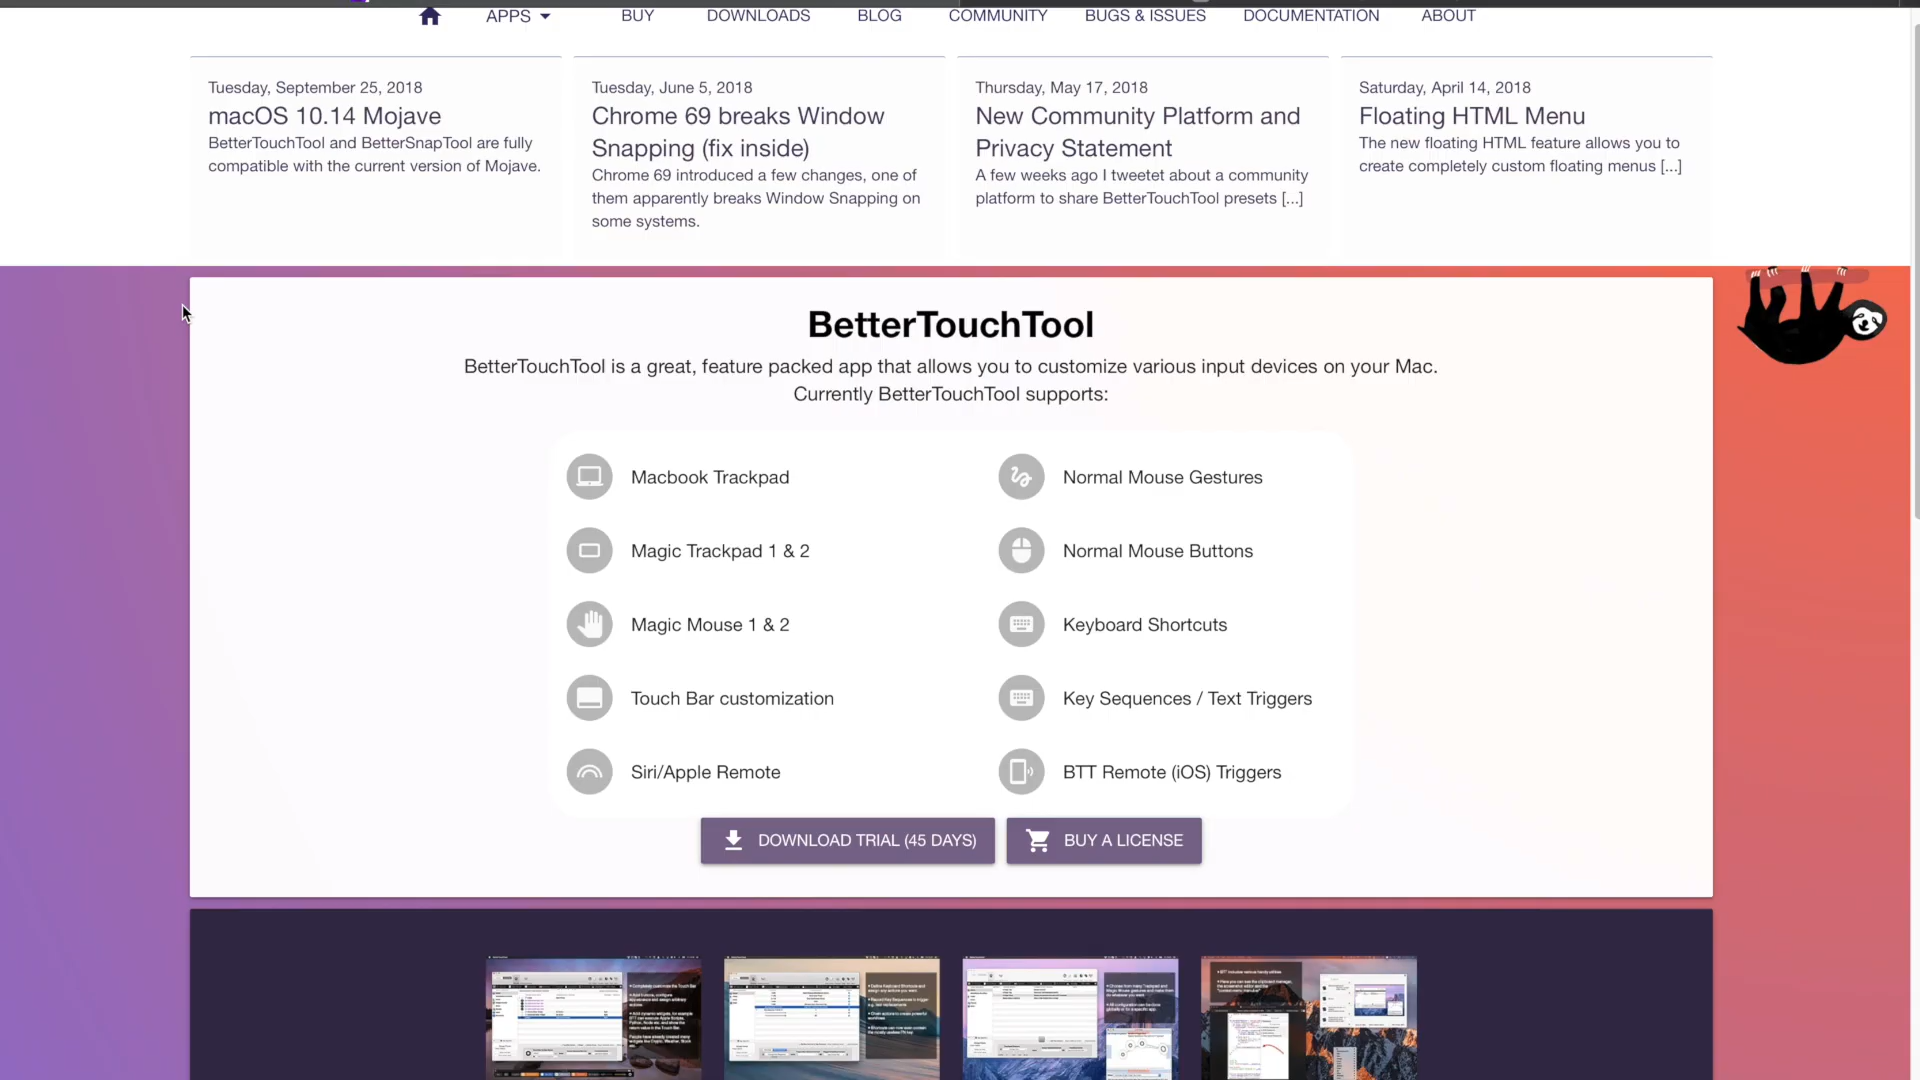 APPS
BUY
DOWNLOADS
BLOG
COMMUNITY
BUGS & ISSUES
DOCUMENTATION
ABOUT
Tuesday, September 25, 2018
macOS 10.14 Mojave
BetterTouchTool and BetterSnapTool are fully
compatible with the current version of Mojave.
Tuesday, June 5, 2018
Chrome 69 breaks Window
Snapping (fix inside)
Chrome 69 introduced a few changes, one of
them apparently breaks Window Snapping on
some systems.
Thursday, May 17, 2018
New Community Platform and
Privacy Statement
A few weeks ago I tweetet about a community
platform to share BetterTouchTool presets [...]
Saturday, April 14, 2018
Floating HTML Menu
The new floating HTML feature allows you to
create completely custom floating menus [...]
BetterTouchTool
BetterTouchTool is a great, feature packed app that allows you to customize various input devices on your Mac.
Currently BetterTouchTool supports:
Macbook Trackpad
Normal Mouse Gestures
Magic Trackpad 1 & 2
Normal Mouse Buttons
Magic Mouse 1 & 2
Keyboard Shortcuts
Touch Bar customization
Key Sequences / Text Triggers
Siri/Apple Remote
BTT Remote (iOS) Triggers
DOWNLOAD TRIAL (45 DAYS)
BUY A LICENSE